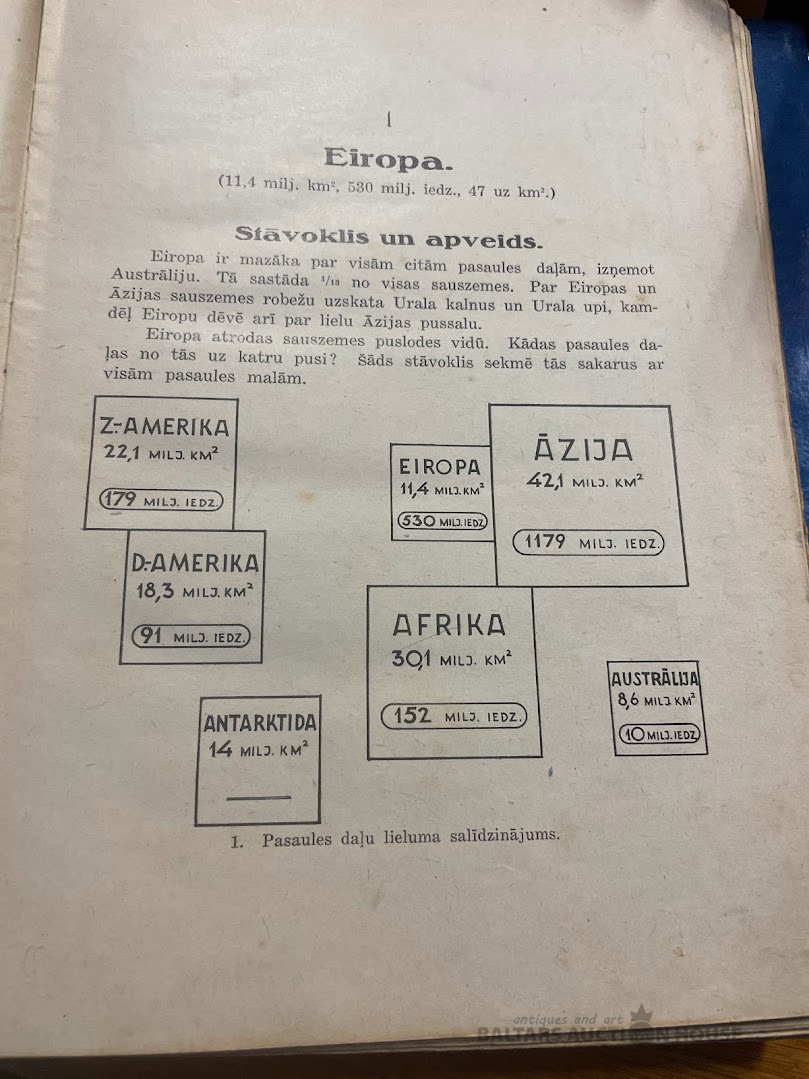 1
Eiropa.
(11,4 milj. km², 530 milj. iedz., 47 uz km².)
Stāvoklis un apveids.
Eiropa ir mazāka par visām citām pasaules daļām, izņemot
Austrāliju. Tā sastāda ¹/₁₃ no visas sauszemes. Par Eiropas un
Āzijas sauszemes robežu uzskata Urala kalnus un Urala upi, kam-
dēļ Eiropu dēvē arī par lielu Āzijas pussalu.
Eiropa atrodas sauszemes puslodes vidū. Kādas pasaules da-
ļas no tās uz katru pusi? Šāds stāvoklis sekmē tās sakarus ar
visām pasaules malām.
Z-AMERIKA
22,1 MILJ. KM²
179 MILJ. IEDZ.
EIROPA
11,4 MILJ. KM²
530 MILJ. IEDZ.
ĀZIJA
42,1 MILJ. KM²
1179 MILJ. IEDZ.
D-AMERIKA
18,3 MILJ. KM²
91 MILJ. IEDZ.
AFRIKA
30,1 MILJ. KM²
152 MILJ. IEDZ.
AUSTRĀLIJA
8,6 MILJ KM²
10 MILJ. IEDZ
ANTARKTIDA
14 MILJ. KM²
1. Pasaules daļu lieluma salīdzinājums.
antiques and art
BALTARS AUCTION HOUSE